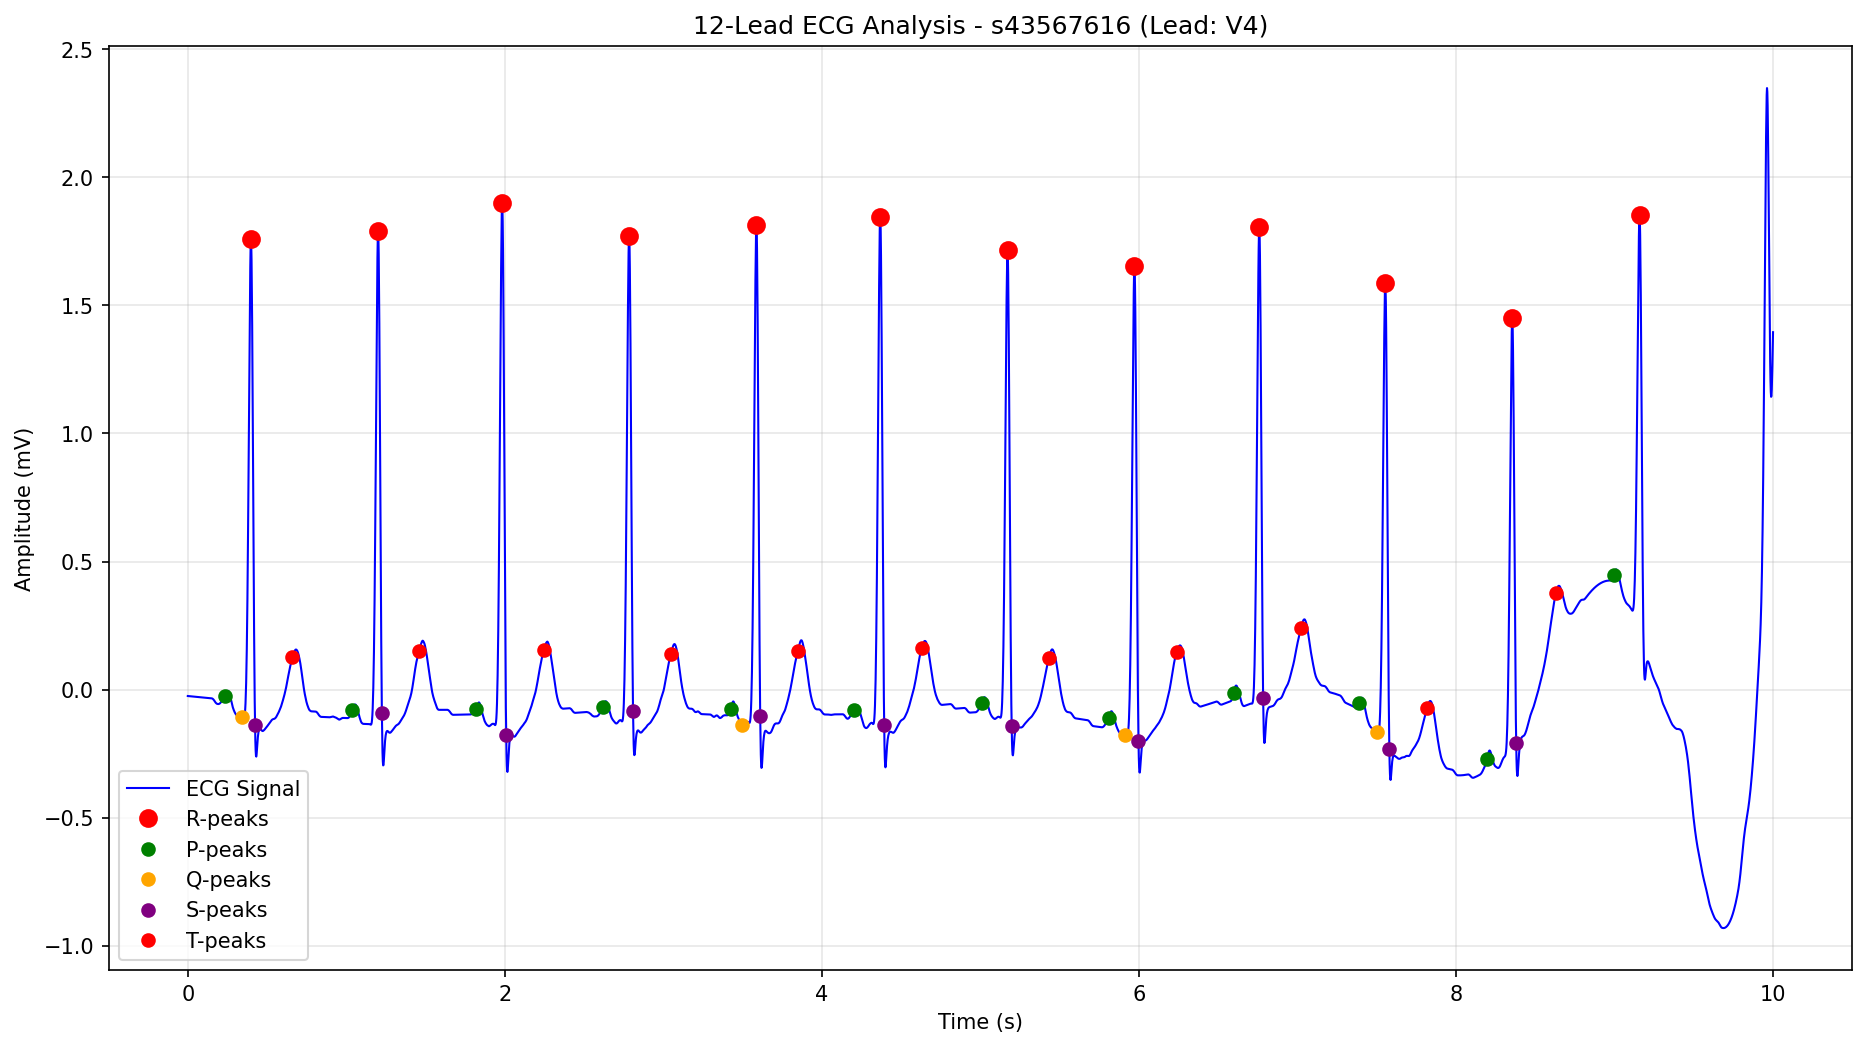 12-Lead ECG Analysis - s43567616 (Lead: V4)
2.5
2.0
1.5
1.0
0.5
0.0
−0.5
−1.0
Amplitude (mV)
ECG Signal
R-peaks
P-peaks
Q-peaks
S-peaks
T-peaks
0 2 4 6 8 10
Time (s)